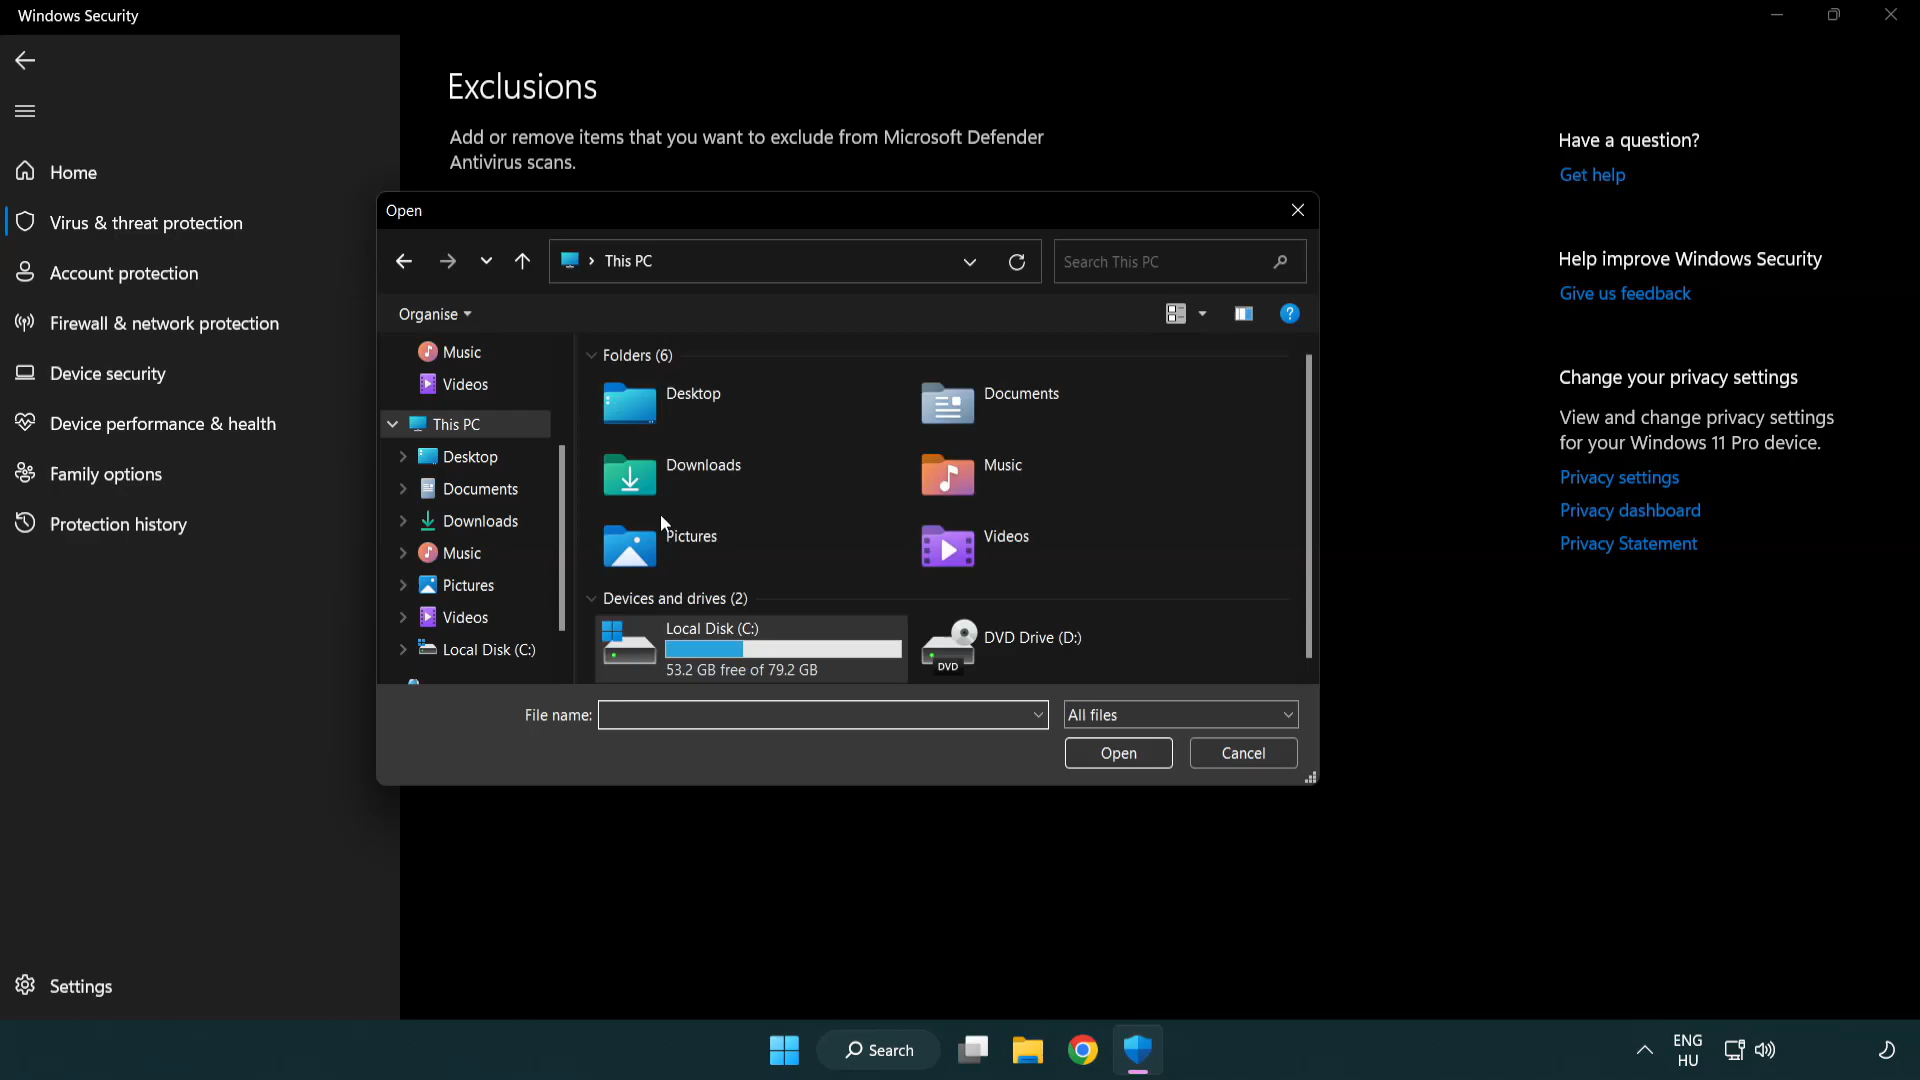 Windows Security
Home
Virus & threat protection
Account protection
Firewall & network protection
Device security
Device performance & health
Family options
Protection history
Settings
Exclusions
Add or remove items that you want to exclude from Microsoft Defender
Antivirus scans.
Open
This PC
Search This PC
Organise
?
Music
Videos
This PC
Desktop
Documents
Downloads
Music
Pictures
Videos
Local Disk (C:)
Folders (6)
Desktop
Documents
Downloads
Music
Pictures
Videos
Devices and drives (2)
Local Disk (C:)
53.2 GB free of 79.2 GB
DVD
DVD Drive (D:)
File name:
All files
Open
Cancel
Have a question?
Get help
Help improve Windows Security
Give us feedback
Change your privacy settings
View and change privacy settings
for your Windows 11 Pro device.
Privacy settings
Privacy dashboard
Privacy Statement
Search
ENG
HU